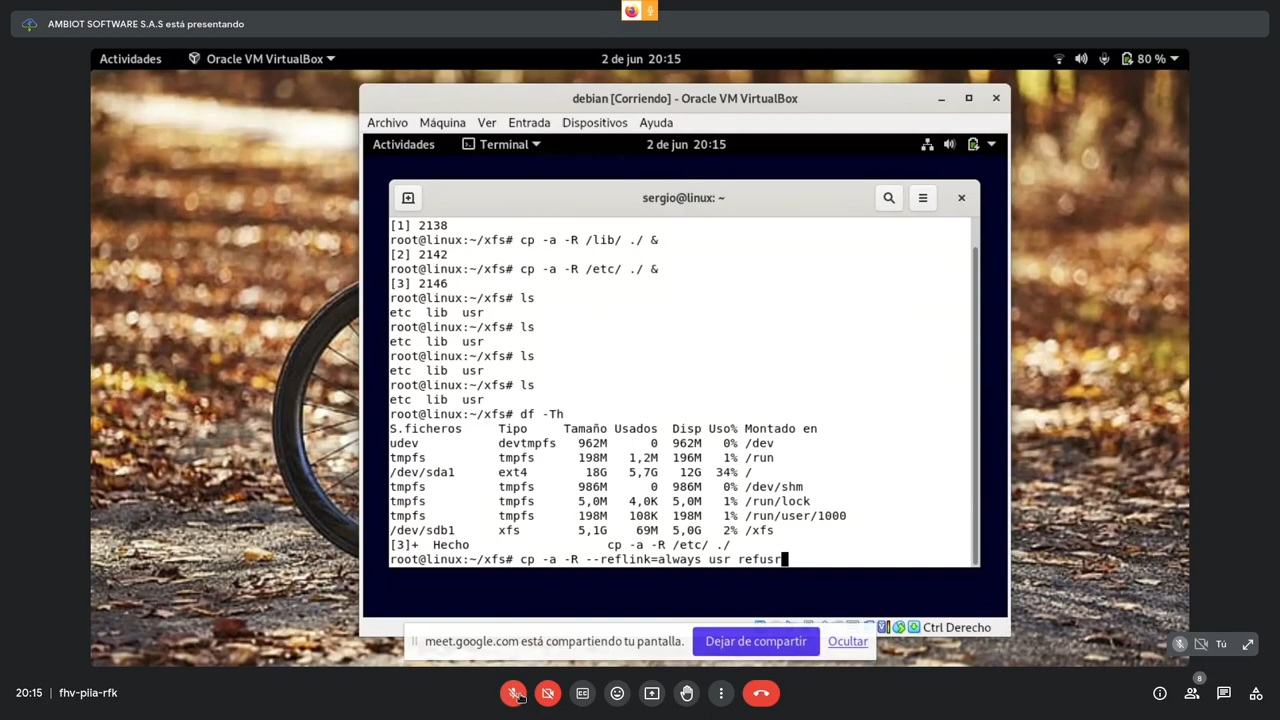 AMBIOT SOFTWARE S.A.S está presentando
Actividades Oracle VM VirtualBox 2 de jun 20:15 80 %
debian [Corriendo] - Oracle VM VirtualBox
Archivo Máquina Ver Entrada Dispositivos Ayuda
Actividades Terminal 2 de jun 20:15
sergio@linux: ~
[1] 2138
root@linux:~/xfs# cp -a -R /lib/ ./ &
[2] 2142
root@linux:~/xfs# cp -a -R /etc/ ./ &
[3] 2146
root@linux:~/xfs# ls
etc lib usr
root@linux:~/xfs# ls
etc lib usr
root@linux:~/xfs# ls
etc lib usr
root@linux:~/xfs# ls
etc lib usr
root@linux:~/xfs# df -Th
S.ficheros Tipo Tamaño Usados Disp Uso% Montado en
udev devtmpfs 962M 0 962M 0% /dev
tmpfs tmpfs 198M 1,2M 196M 1% /run
/dev/sda1 ext4 18G 5,7G 12G 34% /
tmpfs tmpfs 986M 0 986M 0% /dev/shm
tmpfs tmpfs 5,0M 4,0K 5,0M 1% /run/lock
tmpfs tmpfs 198M 108K 198M 1% /run/user/1000
/dev/sdb1 xfs 5,1G 69M 5,0G 2% /xfs
[3]+ Hecho cp -a -R /etc/ ./
root@linux:~/xfs# cp -a -R --reflink=always usr refusr
Ctrl Derecho
meet.google.com está compartiendo tu pantalla. Dejar de compartir Ocultar
Tú
20:15 fhv-piia-rfk
8